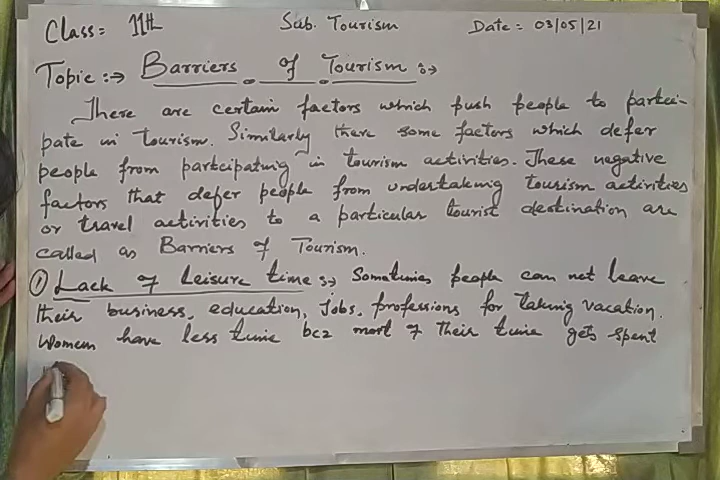 Class= 11th Sub. Tourism Date= 03/05/21
Topic :→ Barriers of Tourism :→
There are certain factors which push people to partici-
pate in tourism. Similarly there some factors which defer
people from participating in tourism activities. These negative
factors that defer people from undertaking tourism activities
or travel activities to a particular tourist destination are
called as Barriers of Tourism.
① Lack of Leisure time :→ Sometimes people can not leave
their business, education, Jobs, professions for taking vacation.
Women have less time bcz most of their time gets spent